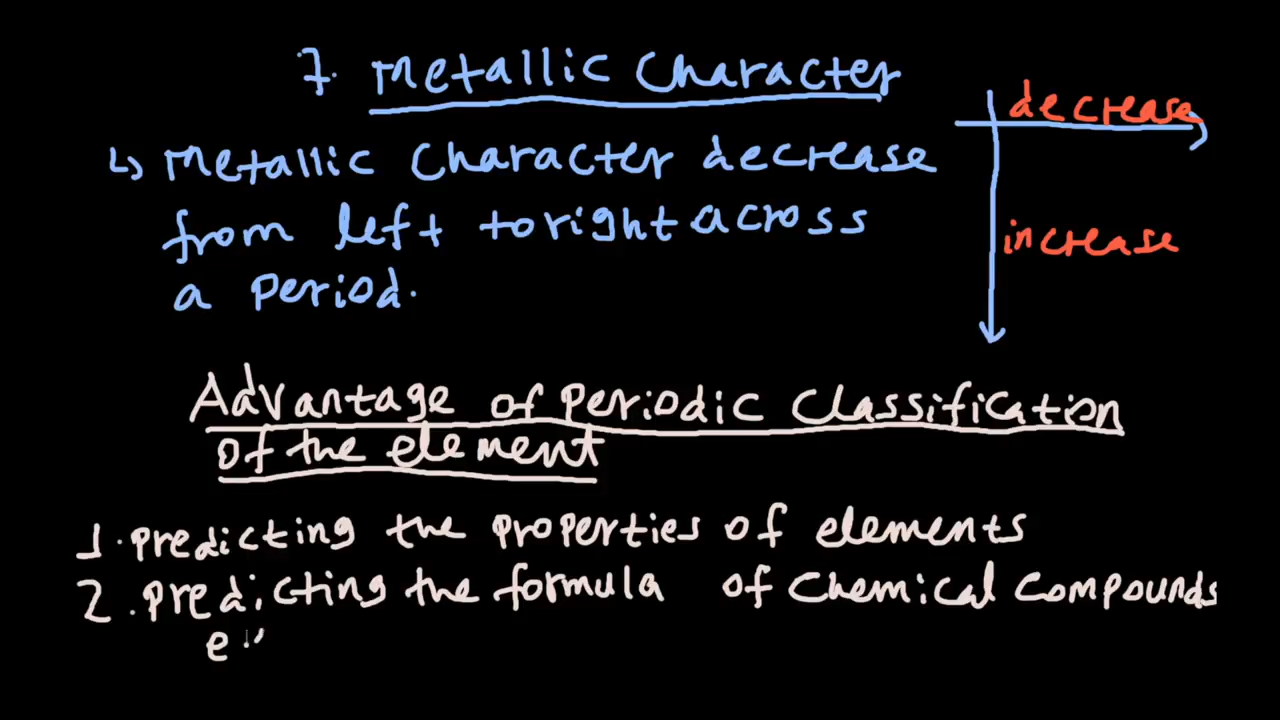 7. Metallic Character
↳ Metallic Character decrease
from left to right across
a period.
decrease
increase
Advantage of Periodic Classification
of the element
1. Predicting the properties of elements
2. Predicting the formula of Chemical Compounds